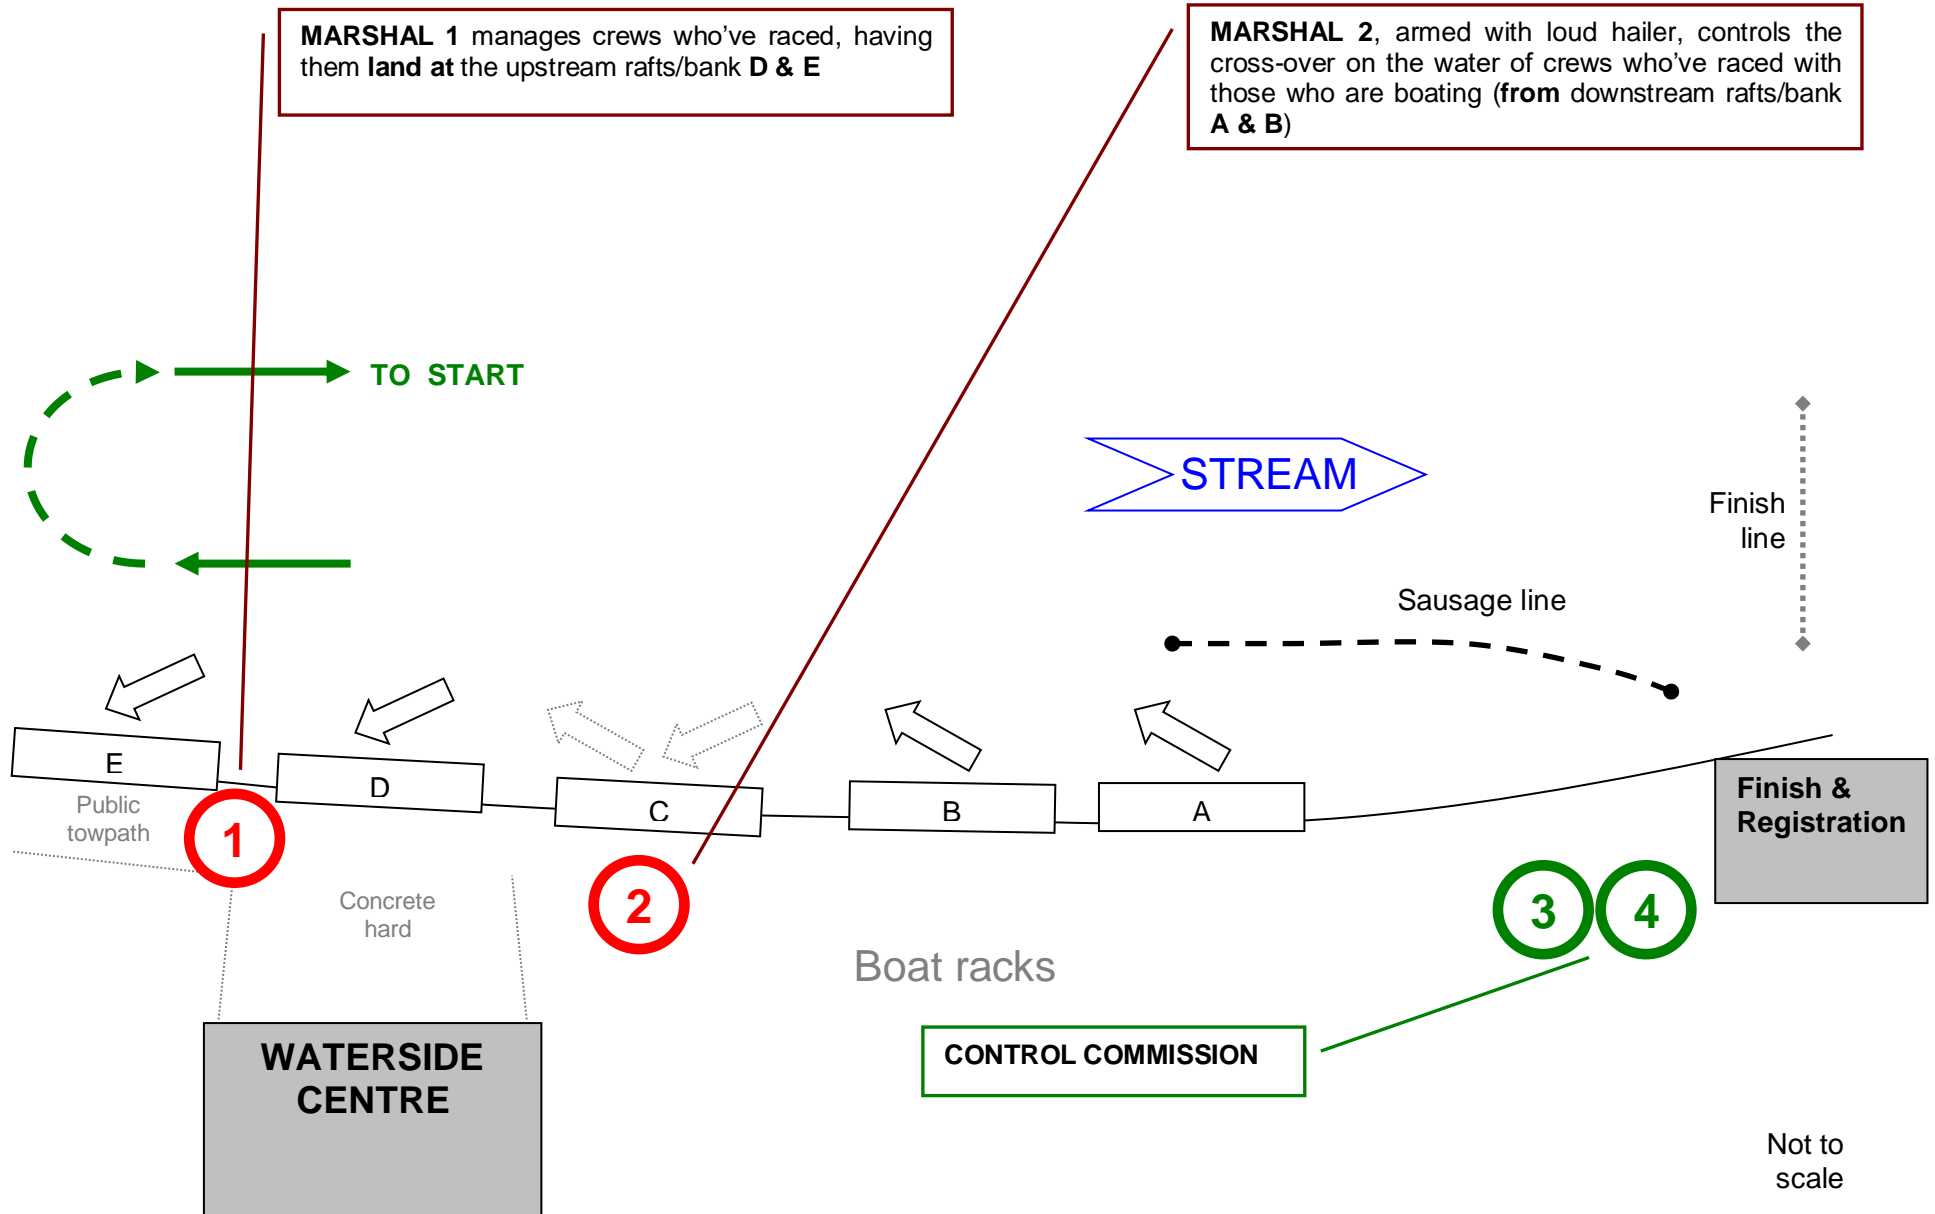 MARSHAL 1 manages crews who've raced, having
them land at the upstream rafts/bank D & E
MARSHAL 2, armed with loud hailer, controls the
cross-over on the water of crews who've raced with
those who are boating (from downstream rafts/bank
A & B)
TO START
STREAM
Finish
line
Sausage line
E
D
C
B
A
Public
towpath
1
Concrete
hard
2
3
4
Finish &
Registration
Boat racks
WATERSIDE
CENTRE
CONTROL COMMISSION
Not to
scale